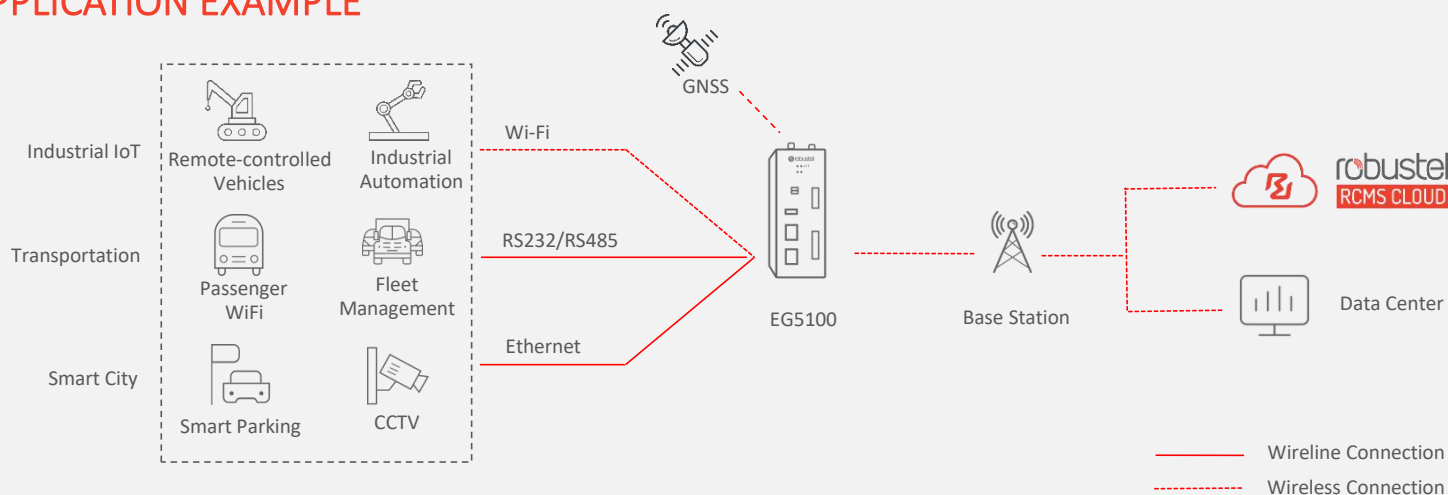 PPLICATION EXAMPLE
GNSS
Industrial IoT
Remote-controlled
Vehicles
Industrial
Automation
Wi-Fi
robustel
robustel
RCMS CLOUD
Transportation
Passenger
WiFi
Fleet
Management
RS232/RS485
EG5100
Base Station
Data Center
Smart City
Smart Parking
CCTV
Ethernet
Wireline Connection
Wireless Connection